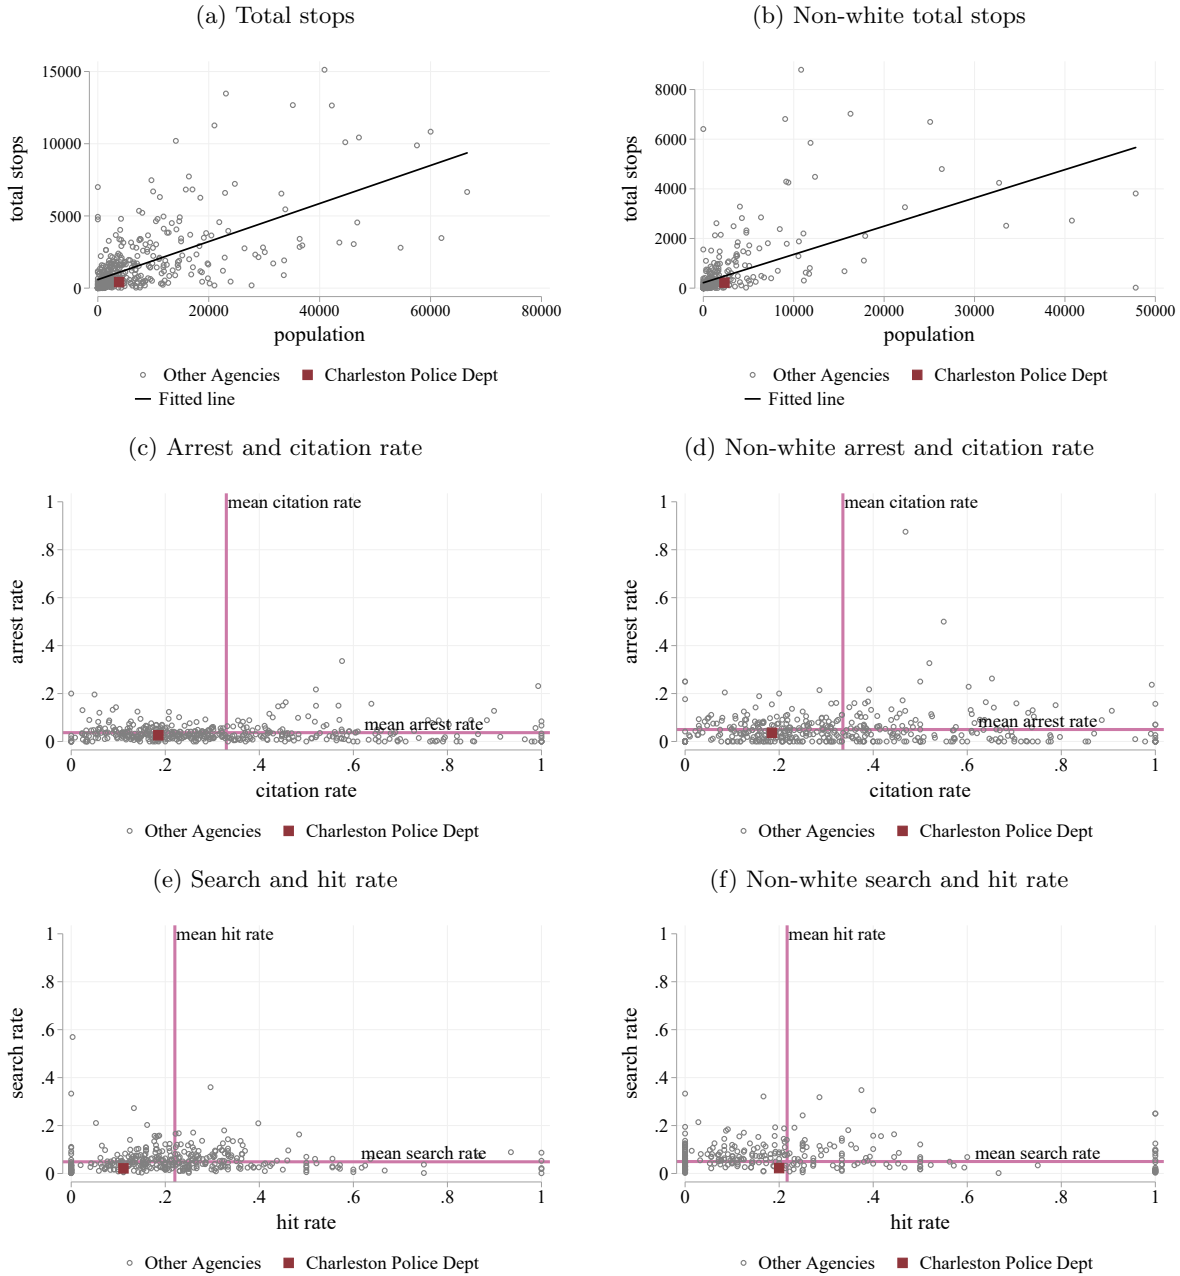 (a) Total stops
(b) Non-white total stops
15000
10000
5000
0
total stops
0 20000 40000 60000 80000
population
Other Agencies Charleston Police Dept
Fitted line
8000
6000
4000
2000
0
total stops
0 10000 20000 30000 40000 50000
population
Other Agencies Charleston Police Dept
Fitted line
(c) Arrest and citation rate
(d) Non-white arrest and citation rate
1
.8
.6
.4
.2
0
arrest rate
mean citation rate
mean arrest rate
0 .2 .4 .6 .8 1
citation rate
Other Agencies Charleston Police Dept
1
.8
.6
.4
.2
0
arrest rate
mean citation rate
mean arrest rate
0 .2 .4 .6 .8 1
citation rate
Other Agencies Charleston Police Dept
(e) Search and hit rate
(f) Non-white search and hit rate
1
.8
.6
.4
.2
0
search rate
mean hit rate
mean search rate
0 .2 .4 .6 .8 1
hit rate
Other Agencies Charleston Police Dept
1
.8
.6
.4
.2
0
search rate
mean hit rate
mean search rate
0 .2 .4 .6 .8 1
hit rate
Other Agencies Charleston Police Dept